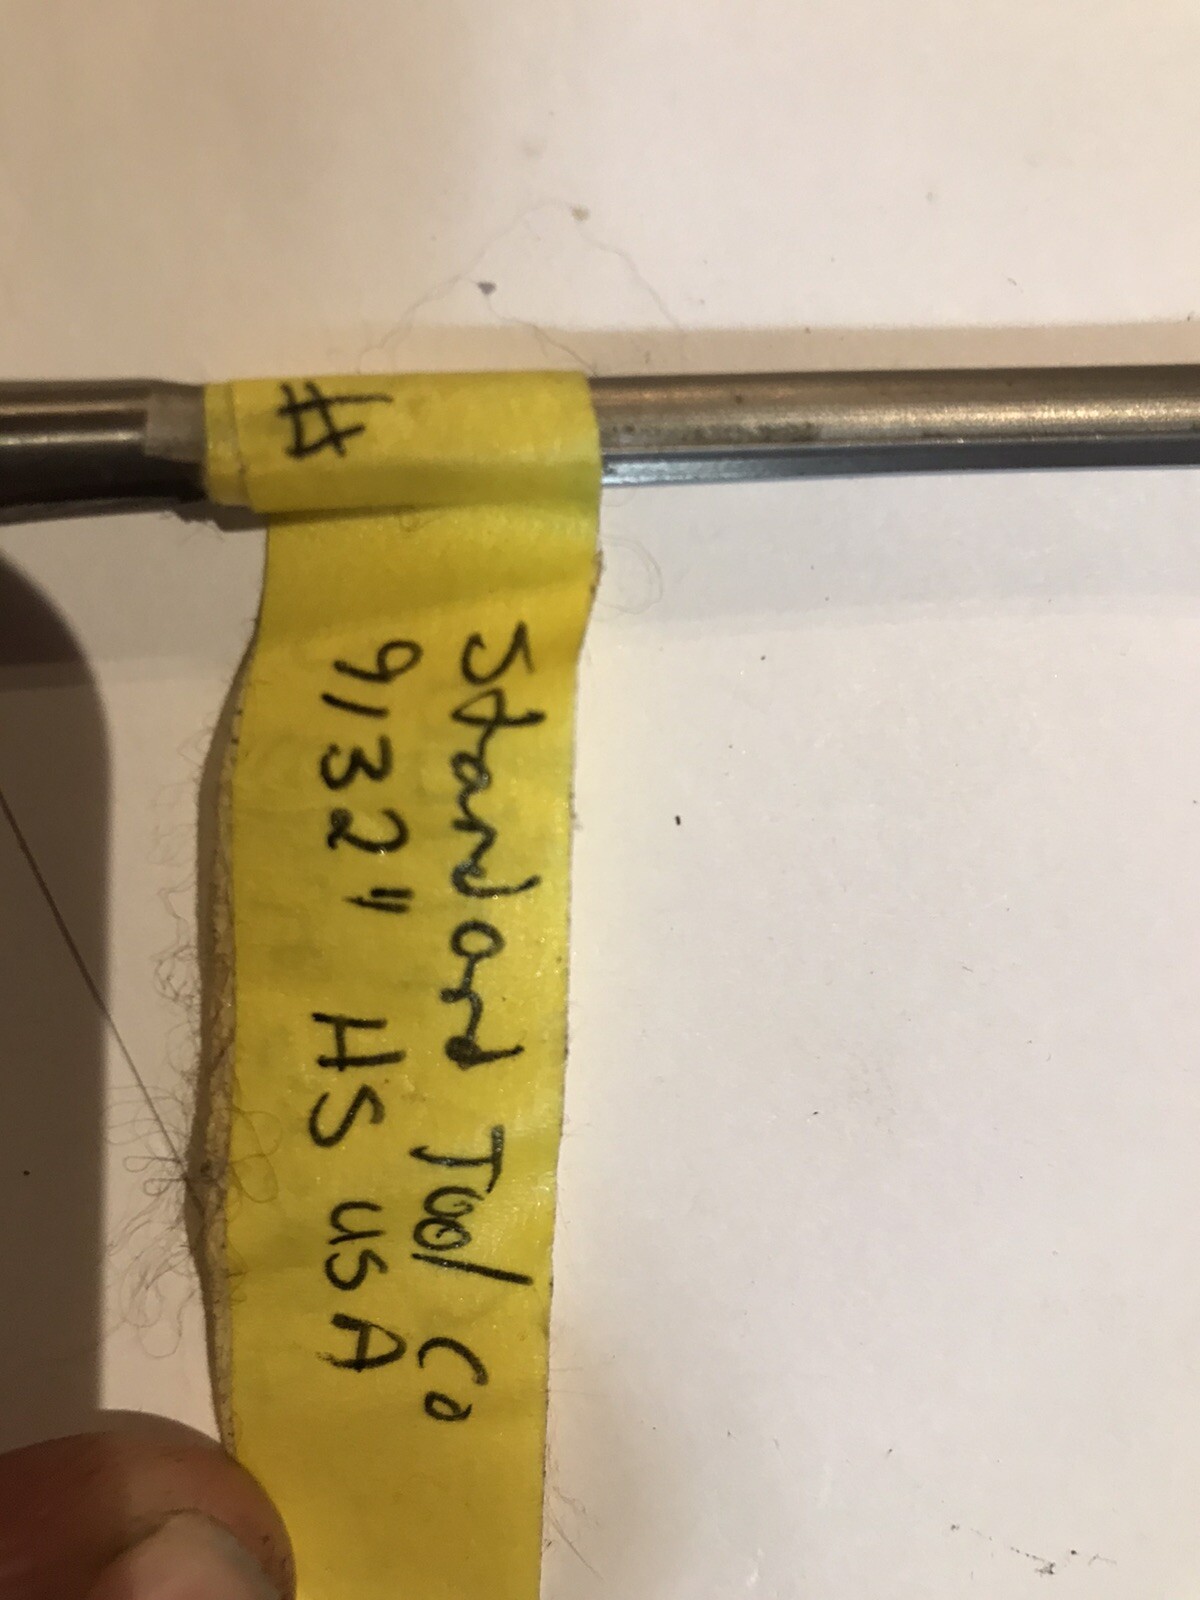 #
Standard Tool Co
9/32" HS USA